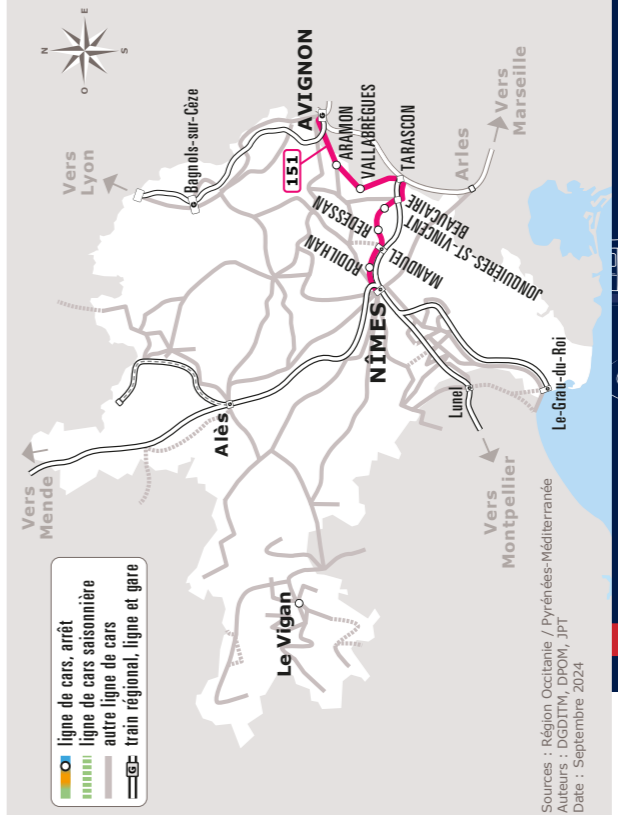 ligne de cars, arrêt
ligne de cars saisonnière
autre ligne de cars
G
train régional, ligne et gare
N
E
S
O
Vers
Mende
Vers
Lyon
Bagnols-sur-Cèze
Alès
Le Vigan
AVIGNON
151
ARAMON
VALLABRÈGUES
TARASCON
BEAUCAIRE
JONQUIÈRES-ST-VINCENT
REDESSAN
MANDUEL
RODILHAN
NÎMES
Arles
Vers
Marseille
Lunel
Le-Grau-du-Roi
Vers
Montpellier
Sources : Région Occitanie / Pyrénées-Méditerranée
Auteurs : DGDITM, DPOM, JPT
Date : Septembre 2024